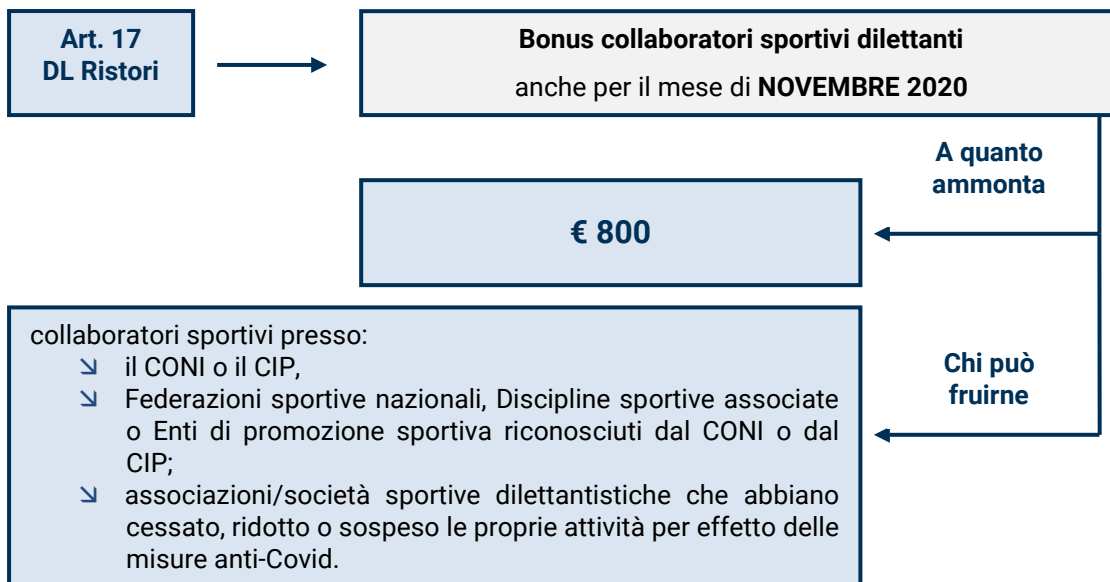 Art. 17
DL Ristori
Bonus collaboratori sportivi dilettanti
anche per il mese di NOVEMBRE 2020
A quanto
ammonta
€ 800
collaboratori sportivi presso:
il CONI o il CIP,
Federazioni sportive nazionali, Discipline sportive associate
o Enti di promozione sportiva riconosciuti dal CONI o dal
CIP;
associazioni/società sportive dilettantistiche che abbiano
cessato, ridotto o sospeso le proprie attività per effetto delle
misure anti-Covid.
Chi può
fruirne